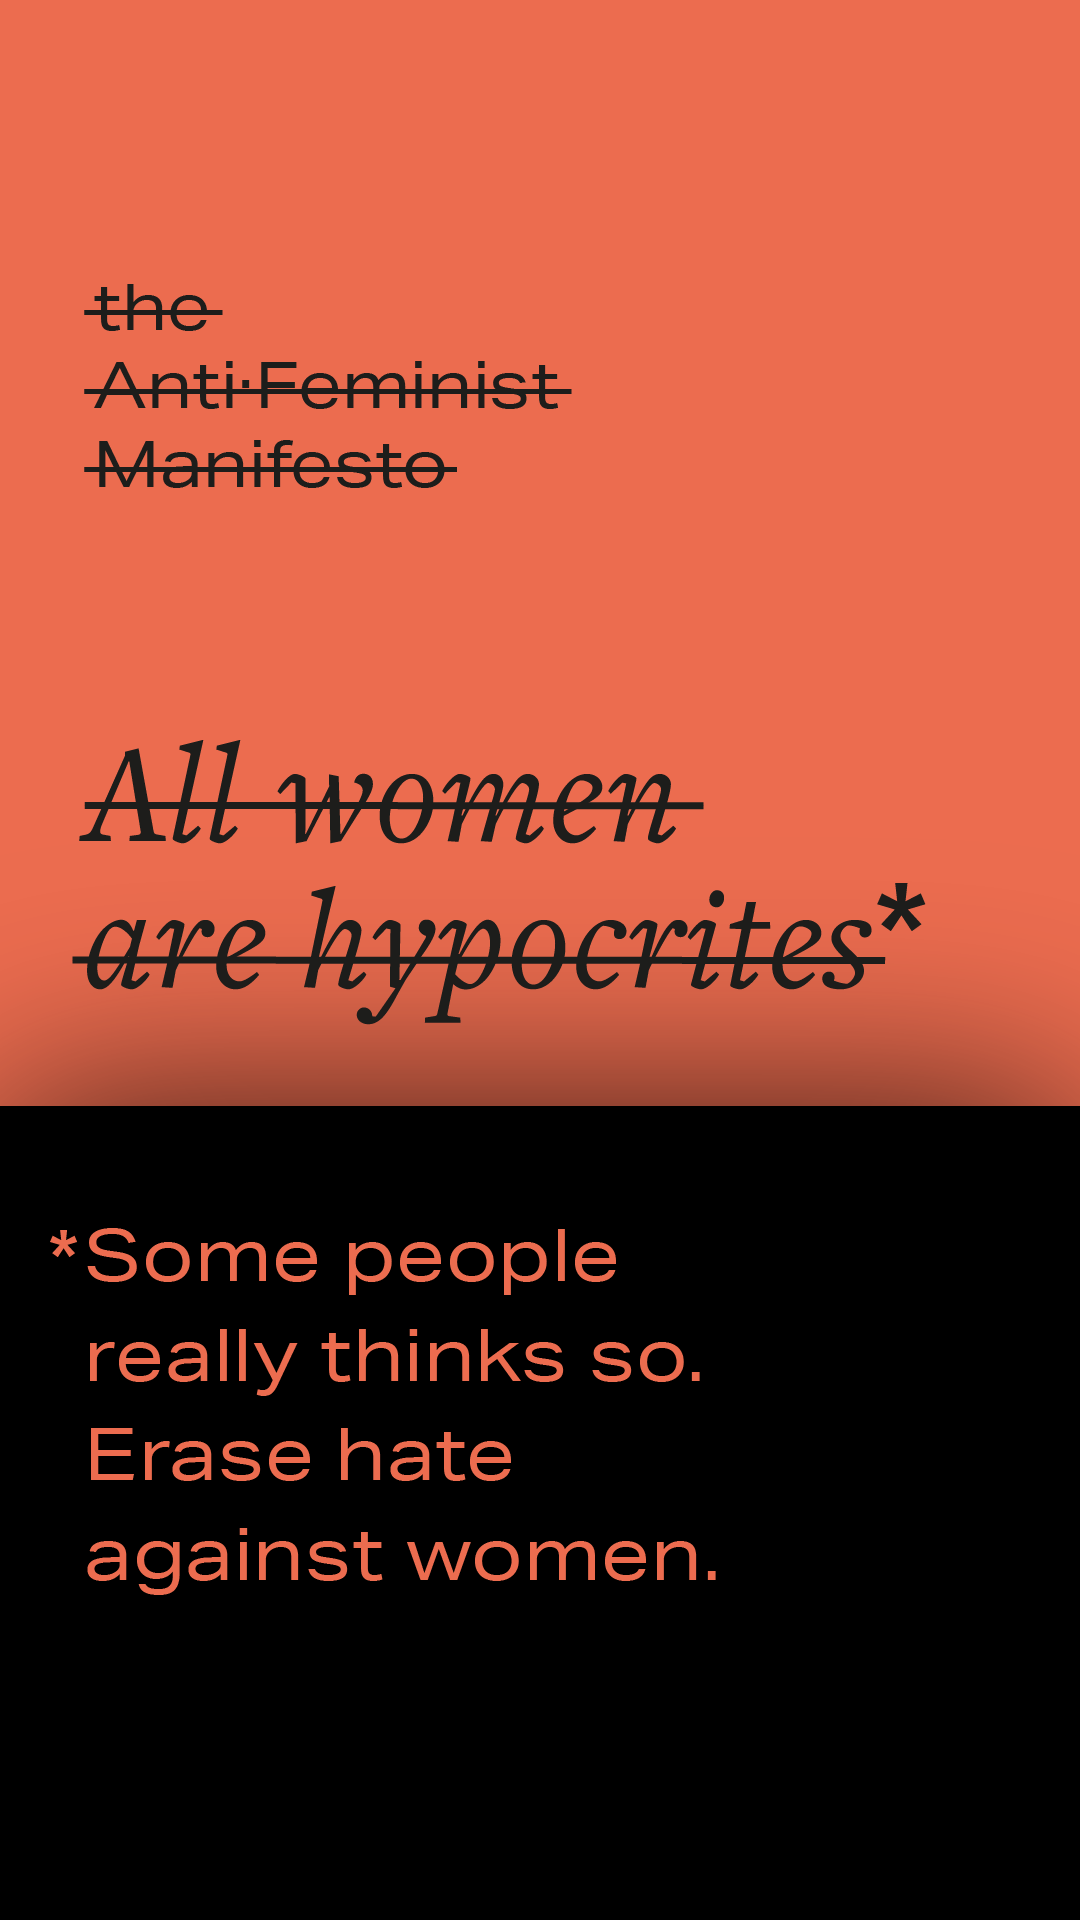 the
Anti·Feminist
Manifesto
All women
are hypocrites*
*Some people
really thinks so.
Erase hate
against women.